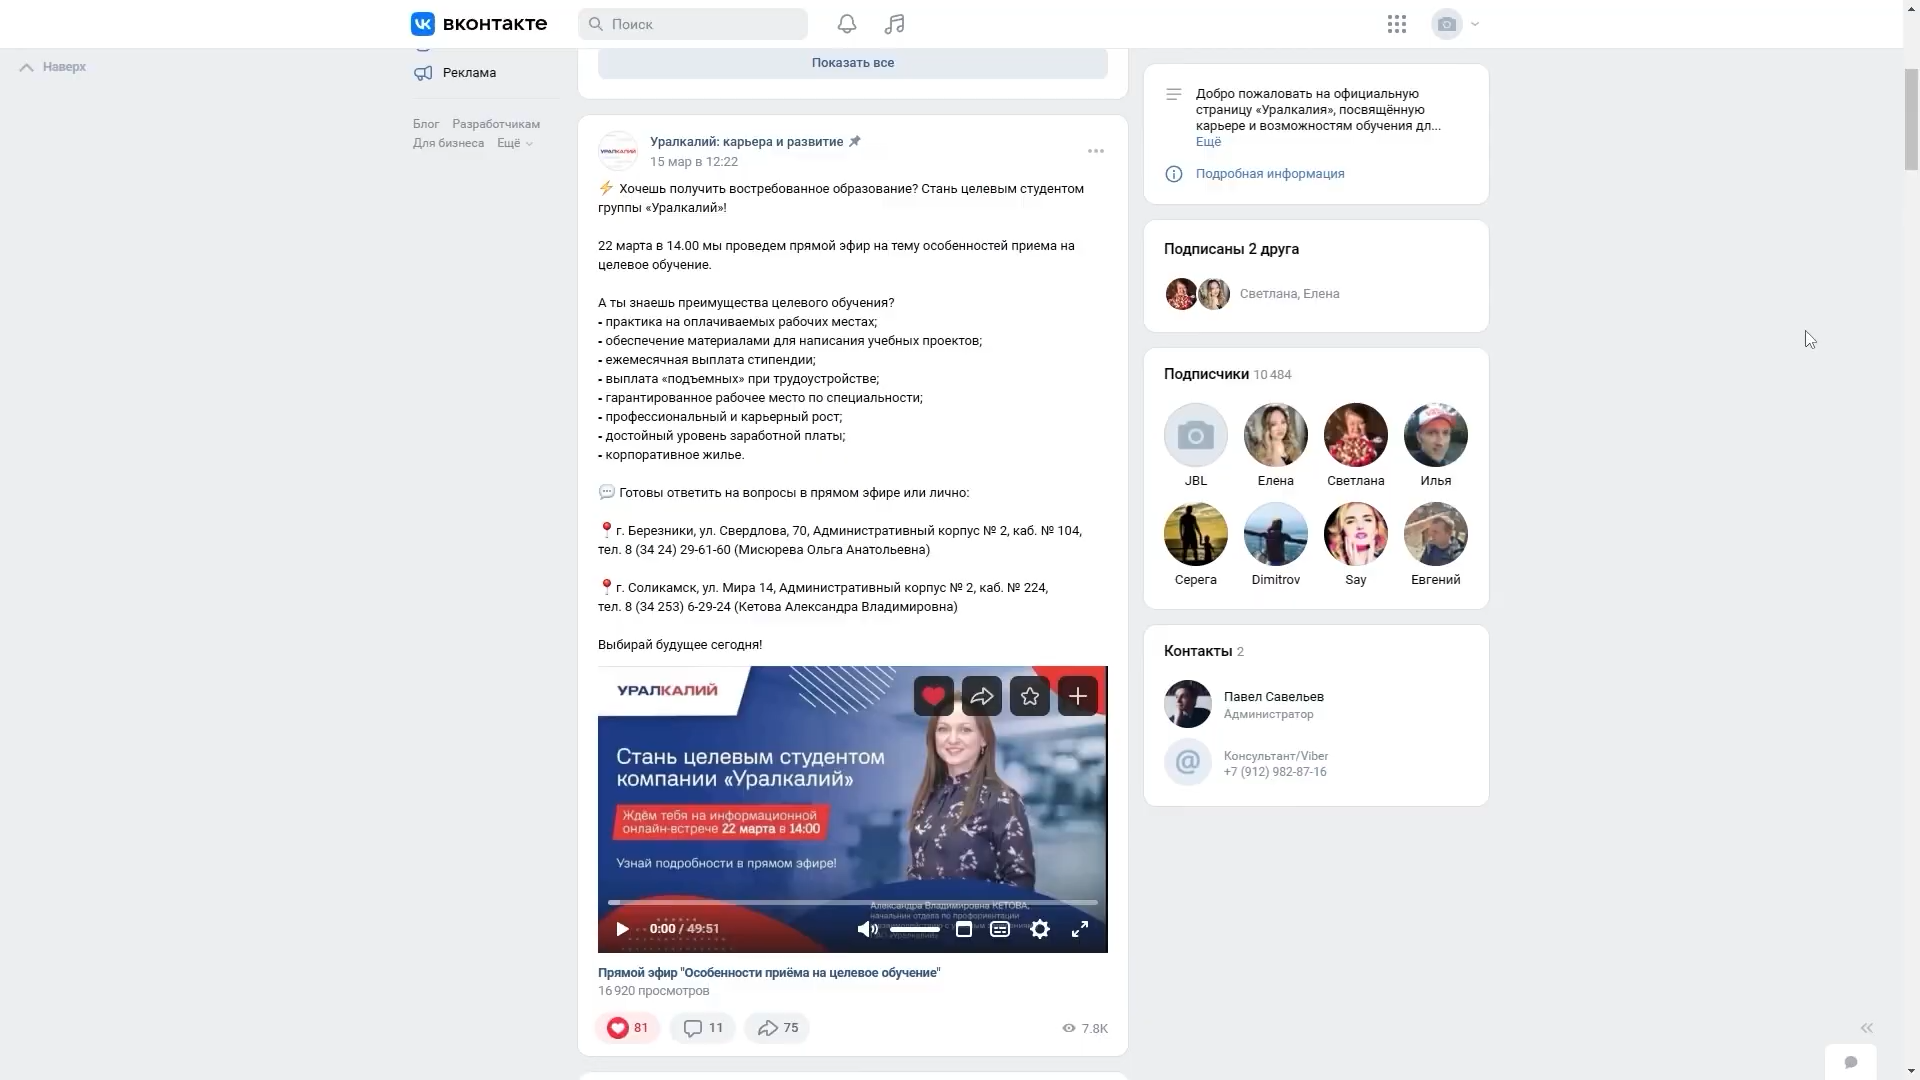 вконтакте
Поиск
Наверх
Реклама
Блог Разработчикам
Для бизнеса Ещё
Показать все
Уралкалий: карьера и развитие
15 мар в 12:22
⚡ Хочешь получить востребованное образование? Стань целевым студентом
группы «Уралкалий»!
22 марта в 14.00 мы проведем прямой эфир на тему особенностей приема на
целевое обучение.
А ты знаешь преимущества целевого обучения?
- практика на оплачиваемых рабочих местах;
- обеспечение материалами для написания учебных проектов;
- ежемесячная выплата стипендии;
- выплата «подъемных» при трудоустройстве;
- гарантированное рабочее место по специальности;
- профессиональный и карьерный рост;
- достойный уровень заработной платы;
- корпоративное жилье.
💬 Готовы ответить на вопросы в прямом эфире или лично:
📍г. Березники, ул. Свердлова, 70, Административный корпус № 2, каб. № 104,
тел. 8 (34 24) 29-61-60 (Мисюрева Ольга Анатольевна)
📍г. Соликамск, ул. Мира 14, Административный корпус № 2, каб. № 224,
тел. 8 (34 253) 6-29-24 (Кетова Александра Владимировна)
Выбирай будущее сегодня!
УРАЛКАЛИЙ
Стань целевым студентом
компании «Уралкалий»
Ждём тебя на информационной
онлайн-встрече 22 марта в 14:00
Узнай подробности в прямом эфире!
Александра Владимировна КЕТОВА,
начальник отдела по профориентации
0:00 / 49:51
Прямой эфир "Особенности приёма на целевое обучение"
16 920 просмотров
81
11
75
7.8K
Добро пожаловать на официальную
страницу «Уралкалия», посвящённую
карьере и возможностям обучения дл...
Ещё
Подробная информация
Подписаны 2 друга
Светлана, Елена
Подписчики 10 484
JBL Елена Светлана Илья
Серега Dimitrov Say Евгений
Контакты 2
Павел Савельев
Администратор
Консультант/Viber
+7 (912) 982-87-16